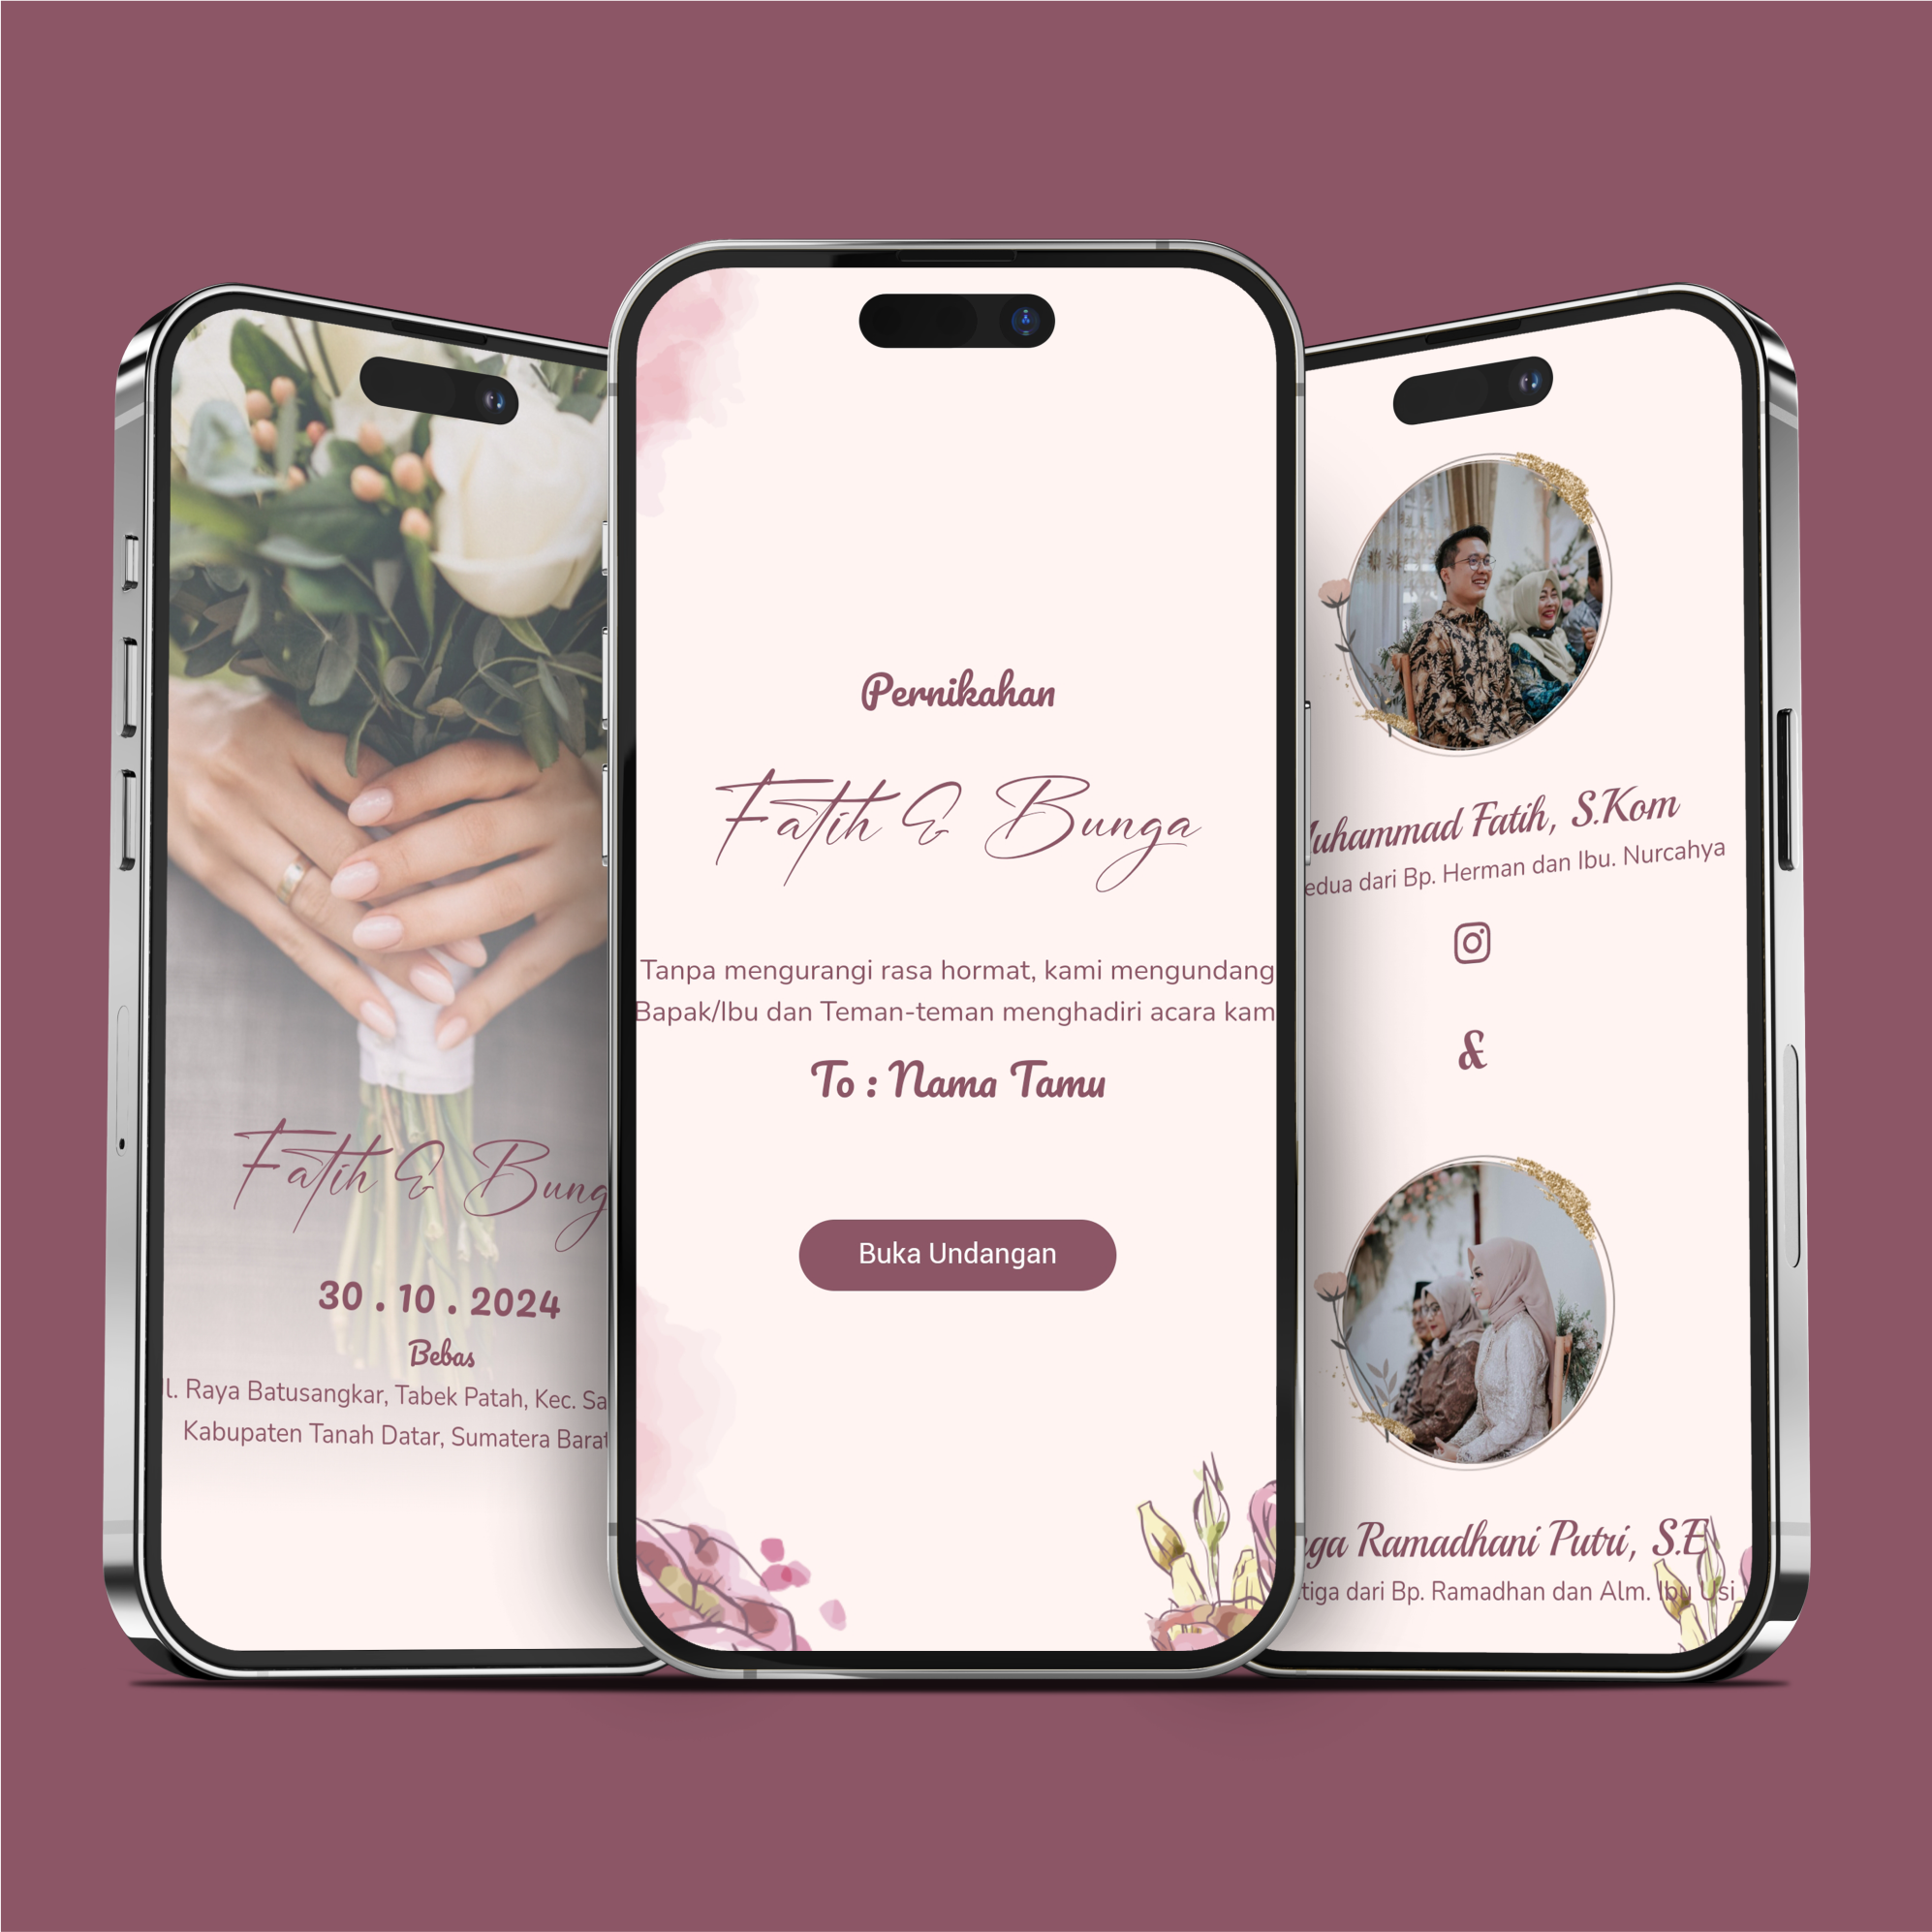 Fatih & Bung
30 . 10 . 2024
Bebas
l. Raya Batusangkar, Tabek Patah, Kec. Sa
Kabupaten Tanah Datar, Sumatera Barat
Pernikahan
Fatih & Bunga
Tanpa mengurangi rasa hormat, kami mengundang
Bapak/Ibu dan Teman-teman menghadiri acara kam
To : Nama Tamu
Buka Undangan
uhammad Fatih, S.Kom
edua dari Bp. Herman dan Ibu. Nurcahya
&
ga Ramadhani Putri, S.E
tiga dari Bp. Ramadhan dan Alm. Ibu Usi